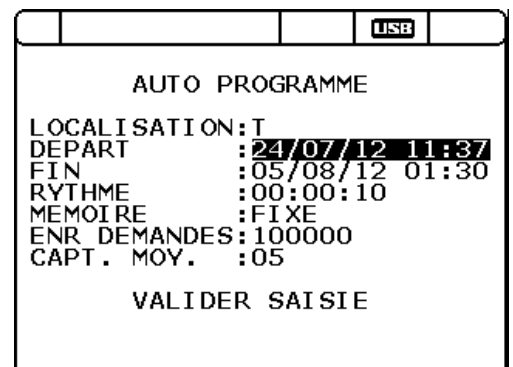 USB
AUTO PROGRAMME
LOCALISATION:T
DEPART :24/07/12 11:37
FIN :05/08/12 01:30
RYTHME :00:00:10
MEMOIRE :FIXE
ENR DEMANDES:100000
CAPT. MOY. :05
VALIDER SAISIE